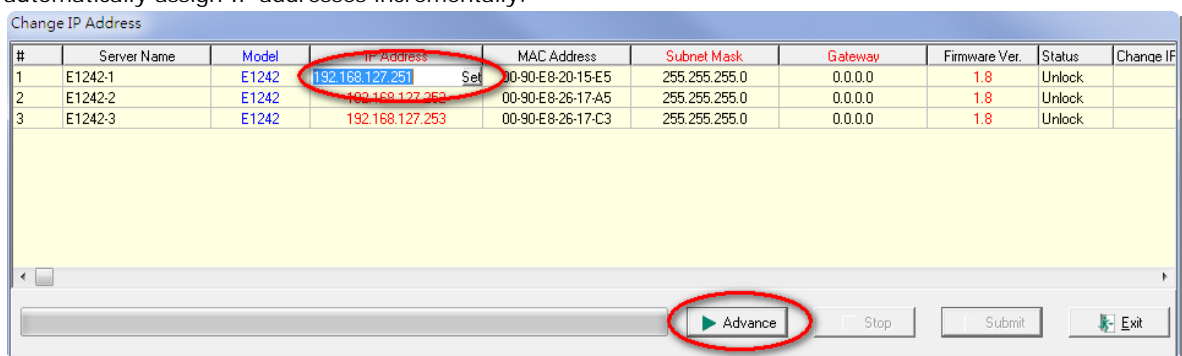 automatically assign IP addresses incrementally.
Change IP Address
# Server Name Model IP Address MAC Address Subnet Mask Gateway Firmware Ver. Status Change IF
1 E1242-1 E1242 192.168.127.251 Set 00-90-E8-20-15-E5 255.255.255.0 0.0.0.0 1.8 Unlock
2 E1242-2 E1242 192.168.127.252 00-90-E8-26-17-A5 255.255.255.0 0.0.0.0 1.8 Unlock
3 E1242-3 E1242 192.168.127.253 00-90-E8-26-17-C3 255.255.255.0 0.0.0.0 1.8 Unlock
Advance Stop Submit Exit